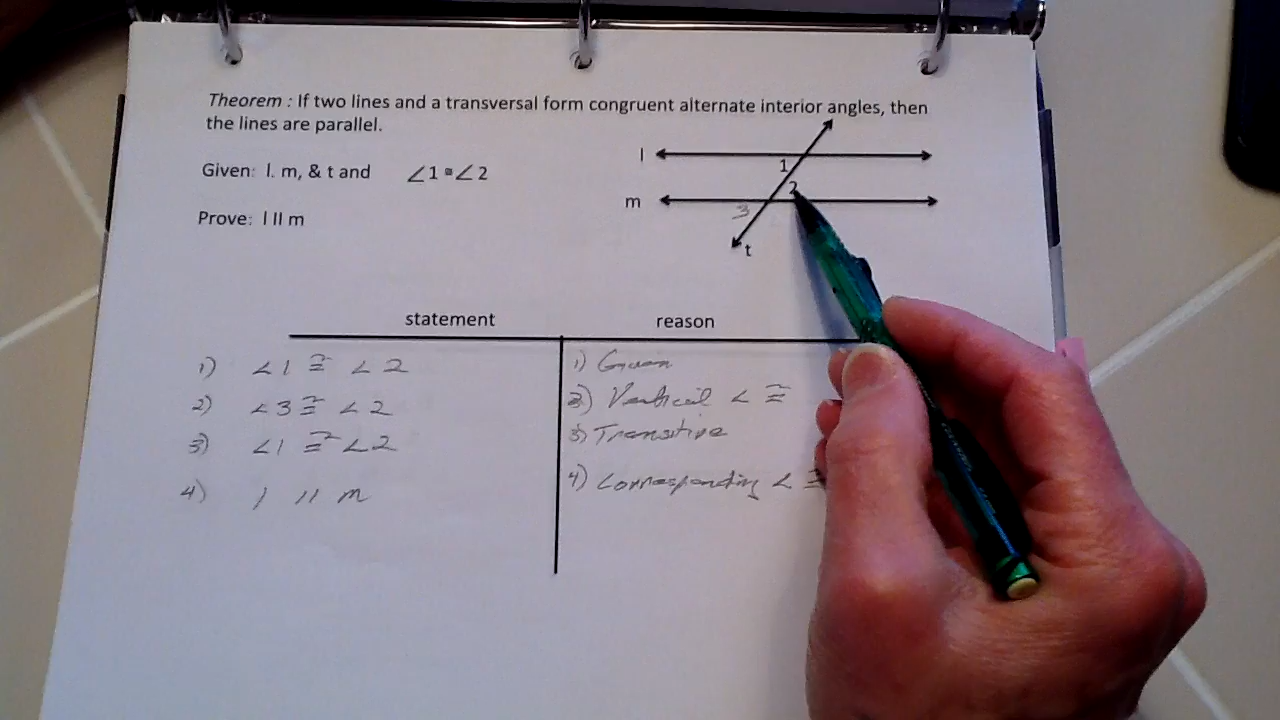 Theorem : If two lines and a transversal form congruent alternate interior angles, then
the lines are parallel.
Given: l. m, & t and ∠1 ≅ ∠2
Prove: l ll m
l
1
2
m
3
t
statement reason
1) ∠1 ≅ ∠2 1) Given
2) ∠3 ≅ ∠2 2) Vertical ∠ ≅
3) ∠1 ≅ ∠2 3) Transitive
4) l || m 4) Corresponding ∠ ≅